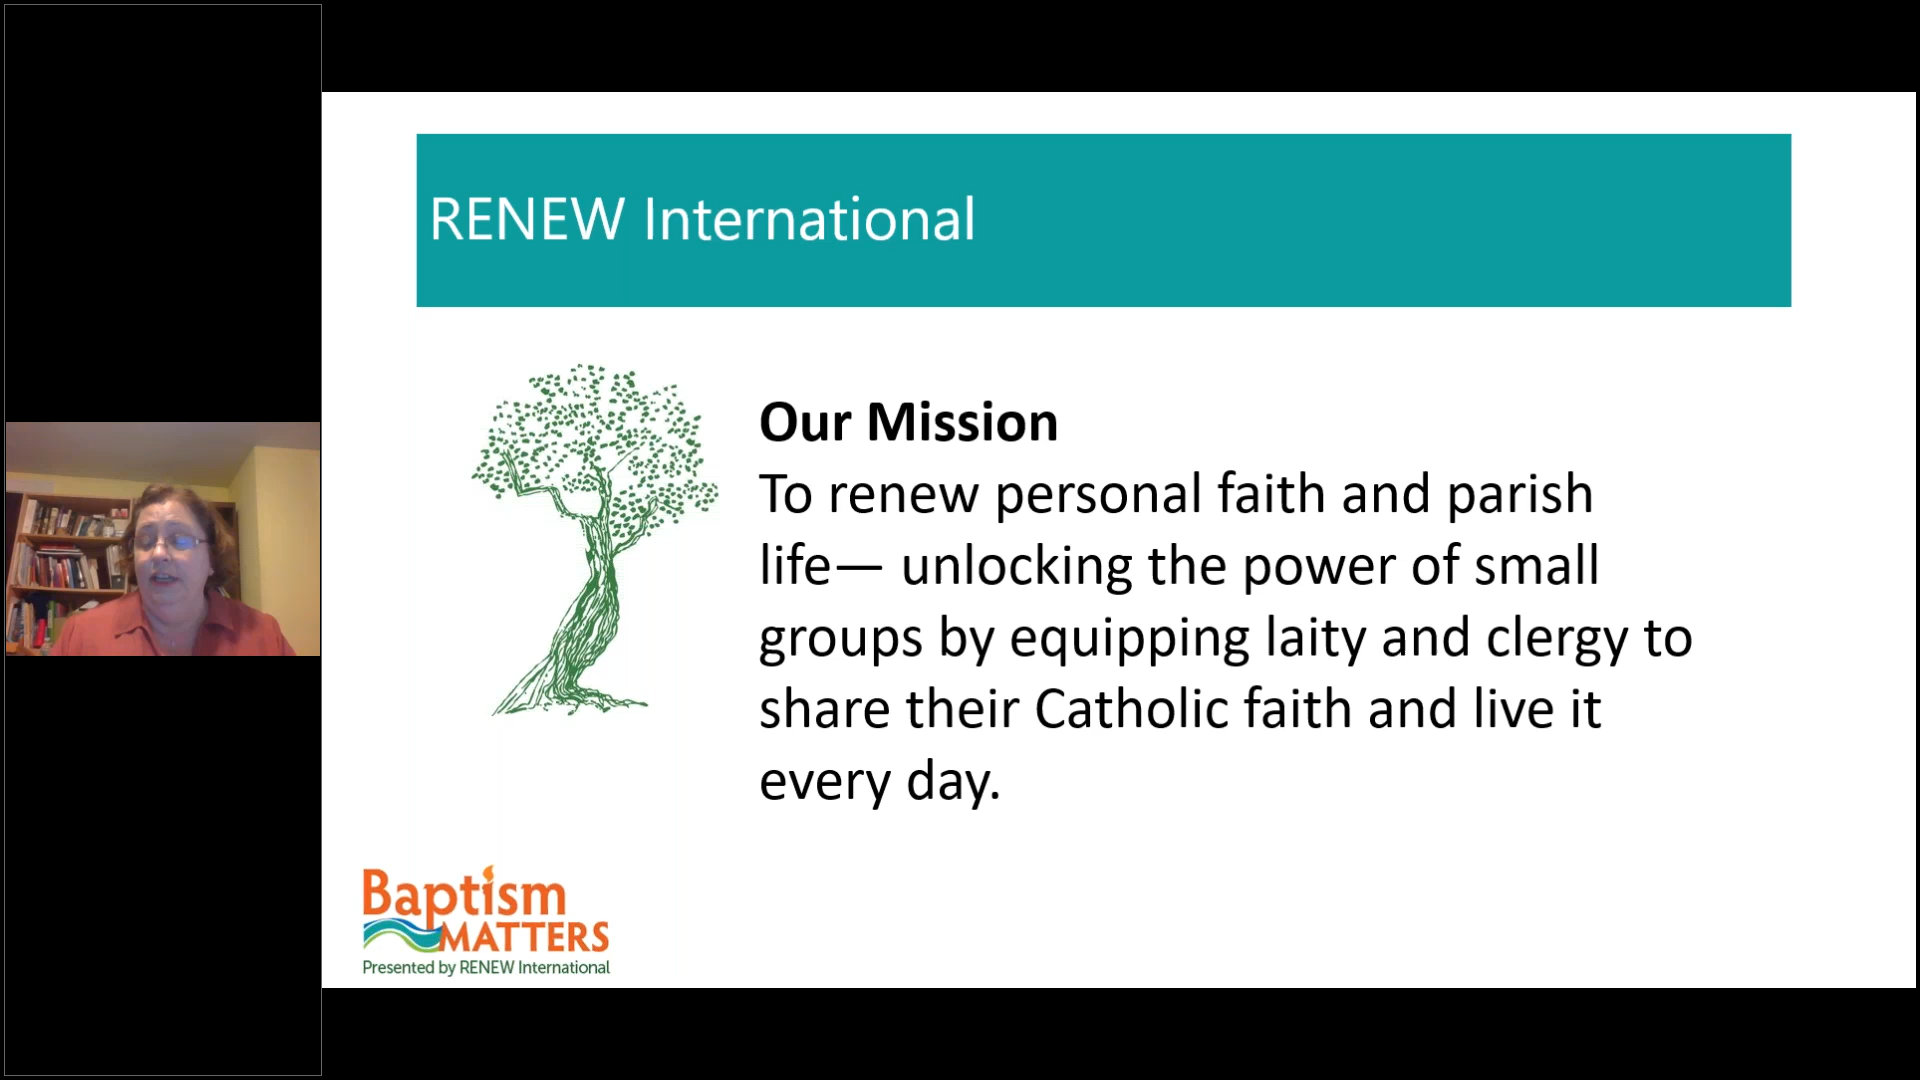 RENEW International
Our Mission
To renew personal faith and parish
life— unlocking the power of small
groups by equipping laity and clergy to
share their Catholic faith and live it
every day.
Baptism
MATTERS
Presented by RENEW International